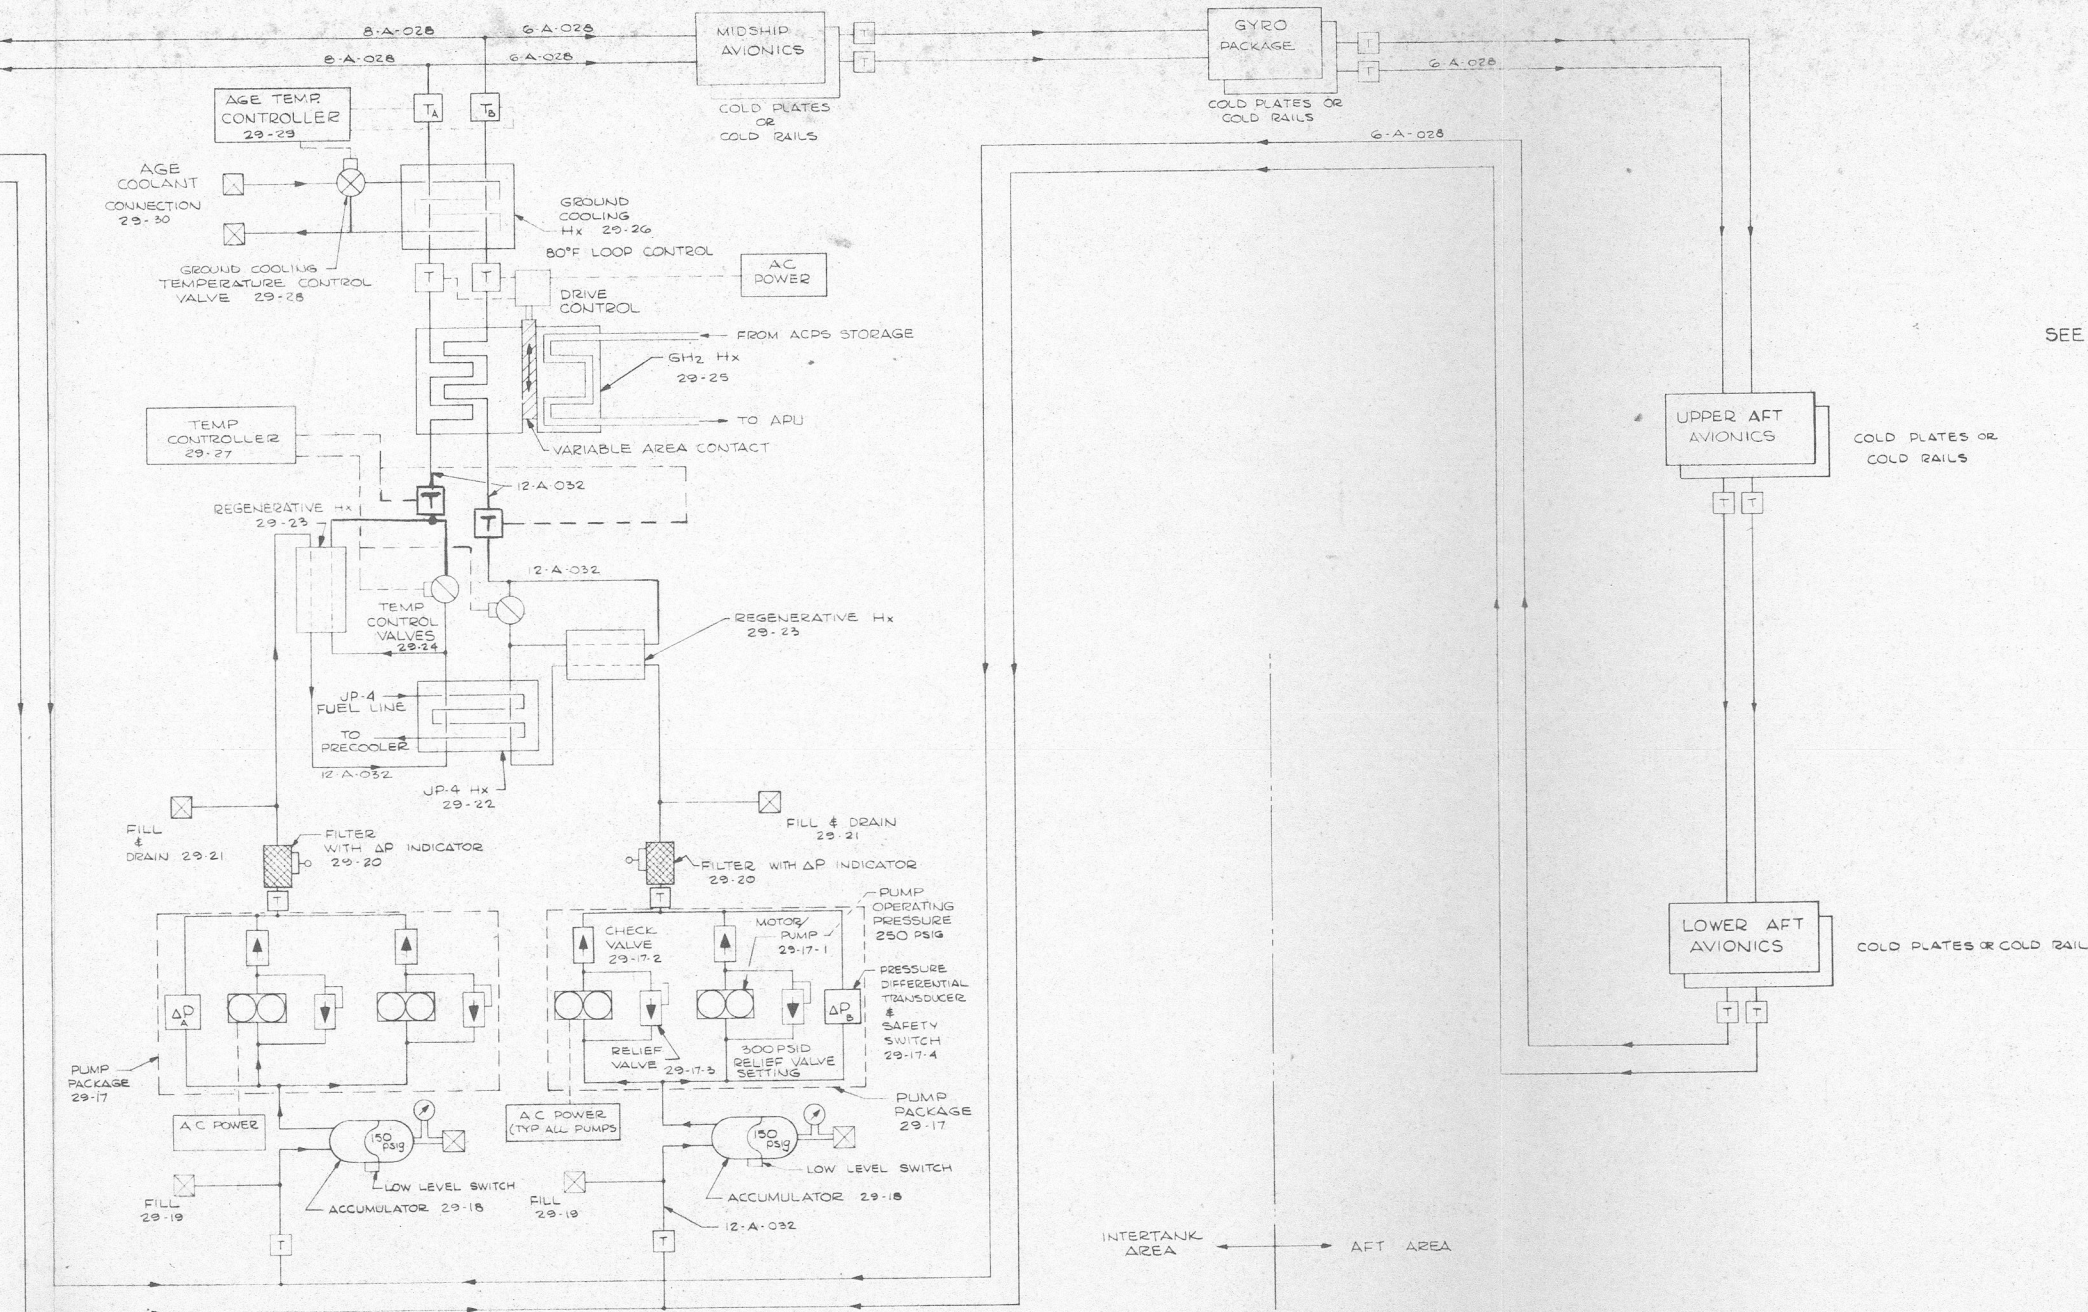 8-A-028
6-A-028
8-A-028
6-A-028
MIDSHIP
AVIONICS
T
T
COLD PLATES
OR
COLD RAILS
GYRO
PACKAGE
T
T
6-A-028
COLD PLATES OR
COLD RAILS
6-A-028
AGE TEMP.
CONTROLLER
29-29
TA
TB
AGE
COOLANT
CONNECTION
29-30
GROUND
COOLING
Hx 29-26
80°F LOOP CONTROL
GROUND COOLING
TEMPERATURE CONTROL
VALVE 29-28
T
T
AC
POWER
DRIVE
CONTROL
FROM ACPS STORAGE
GH2 Hx
29-25
TO APU
VARIABLE AREA CONTACT
SEE
TEMP
CONTROLLER
29-27
12-A-032
T
T
REGENERATIVE Hx
29-23
12-A-032
TEMP
CONTROL
VALVES
29-24
REGENERATIVE Hx
29-23
JP-4
FUEL LINE
TO
PRECOOLER
12-A-032
JP-4 Hx
29-22
UPPER AFT
AVIONICS
COLD PLATES OR
COLD RAILS
T
T
FILL
&
DRAIN 29-21
FILTER
WITH ΔP INDICATOR
29-20
T
FILL & DRAIN
29-21
FILTER WITH ΔP INDICATOR
29-20
T
PUMP
OPERATING
PRESSURE
250 PSIG
CHECK
VALVE
29-17-2
MOTOR/
PUMP
29-17-1
PRESSURE
DIFFERENTIAL
TRANSDUCER
&
SAFETY
SWITCH
29-17-4
ΔPA
ΔPB
RELIEF
VALVE 29-17-3
300 PSID
RELIEF VALVE
SETTING
PUMP
PACKAGE
29-17
PUMP
PACKAGE
29-17
AC POWER
AC POWER
(TYP ALL PUMPS
150
psig
150
psig
LOW LEVEL SWITCH
ACCUMULATOR 29-18
LOW LEVEL SWITCH
ACCUMULATOR 29-18
FILL
29-19
FILL
29-19
12-A-032
T
T
LOWER AFT
AVIONICS
COLD PLATES OR COLD RAIL
T
T
INTERTANK
AREA
AFT AREA